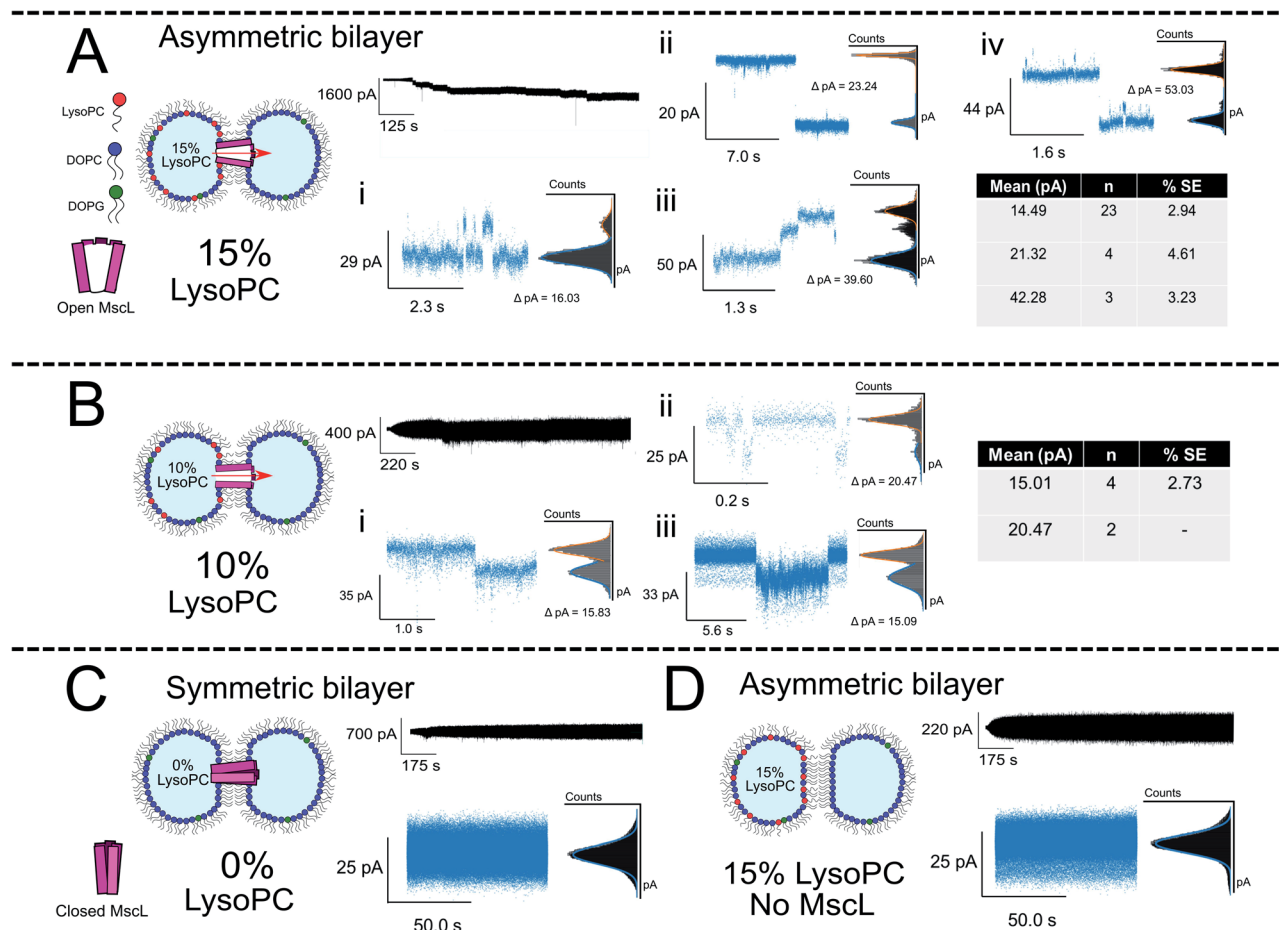 A
Asymmetric bilayer
LysoPC
DOPC
DOPG
Open MscL
15%
LysoPC
15%
LysoPC
1600 pA
125 s
i
29 pA
2.3 s
Counts
pA
Δ pA = 16.03
ii
20 pA
7.0 s
Counts
Δ pA = 23.24
pA
iii
50 pA
1.3 s
Counts
pA
Δ pA = 39.60
iv
44 pA
1.6 s
Counts
Δ pA = 53.03
pA
Mean (pA) n % SE
14.49 23 2.94
21.32 4 4.61
42.28 3 3.23
B
10%
LysoPC
10%
LysoPC
400 pA
220 s
i
35 pA
1.0 s
Counts
pA
Δ pA = 15.83
ii
25 pA
0.2 s
Counts
pA
Δ pA = 20.47
iii
33 pA
5.6 s
Counts
pA
Δ pA = 15.09
Mean (pA) n % SE
15.01 4 2.73
20.47 2 -
C
Symmetric bilayer
0%
LysoPC
Closed MscL
0%
LysoPC
700 pA
175 s
25 pA
50.0 s
Counts
pA
D
Asymmetric bilayer
15%
LysoPC
15% LysoPC
No MscL
220 pA
175 s
25 pA
50.0 s
Counts
pA